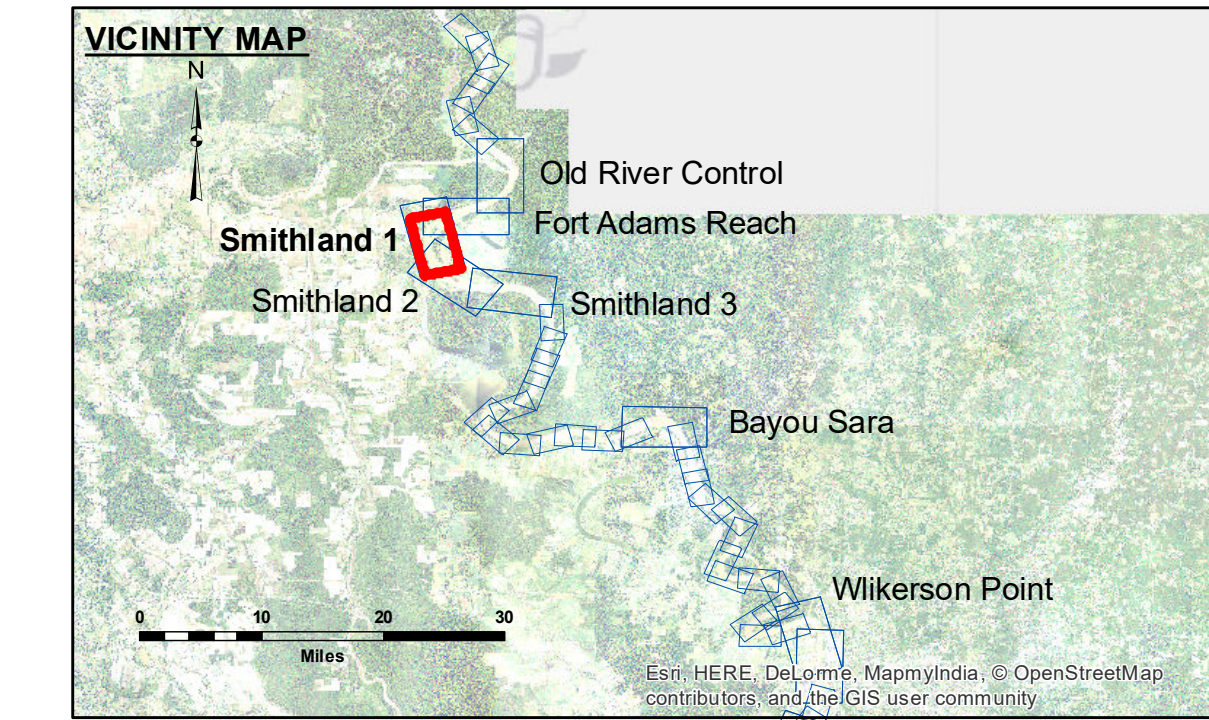 VICINITY MAP
N
Old River Control
Fort Adams Reach
Smithland 1
Smithland 2
Smithland 3
Bayou Sara
Wlikerson Point
0 10 20 30
Miles
Esri, HERE, DeLorme, MapmyIndia, © OpenStreetMap
contributors, and the GIS user community